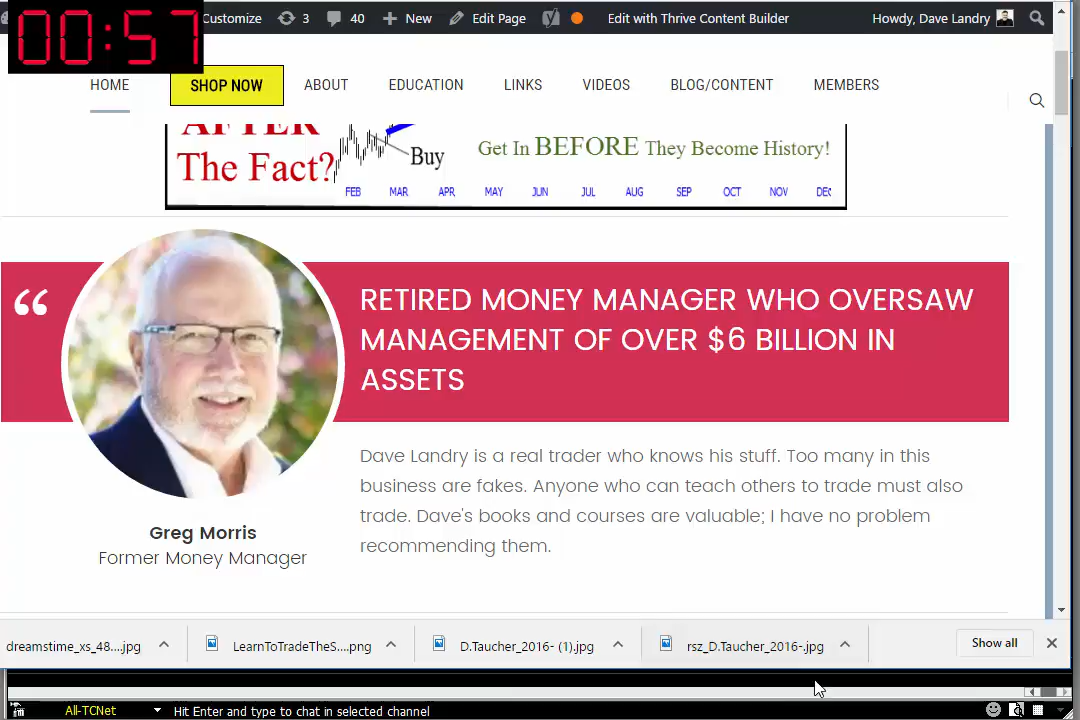 00:57
Customize 3 40 New Edit Page Edit with Thrive Content Builder Howdy, Dave Landry
HOME SHOP NOW ABOUT EDUCATION LINKS VIDEOS BLOG/CONTENT MEMBERS
AFTER
The Fact?
Buy
Get In BEFORE They Become History!
FEB MAR APR MAY JUN JUL AUG SEP OCT NOV DEC
“
RETIRED MONEY MANAGER WHO OVERSAW
MANAGEMENT OF OVER $6 BILLION IN
ASSETS
Dave Landry is a real trader who knows his stuff. Too many in this
business are fakes. Anyone who can teach others to trade must also
trade. Dave's books and courses are valuable; I have no problem
recommending them.
Greg Morris
Former Money Manager
dreamstime_xs_48....jpg LearnToTradeTheS....png D.Taucher_2016- (1).jpg rsz_D.Taucher_2016-.jpg Show all
All-TCNet Hit Enter and type to chat in selected channel